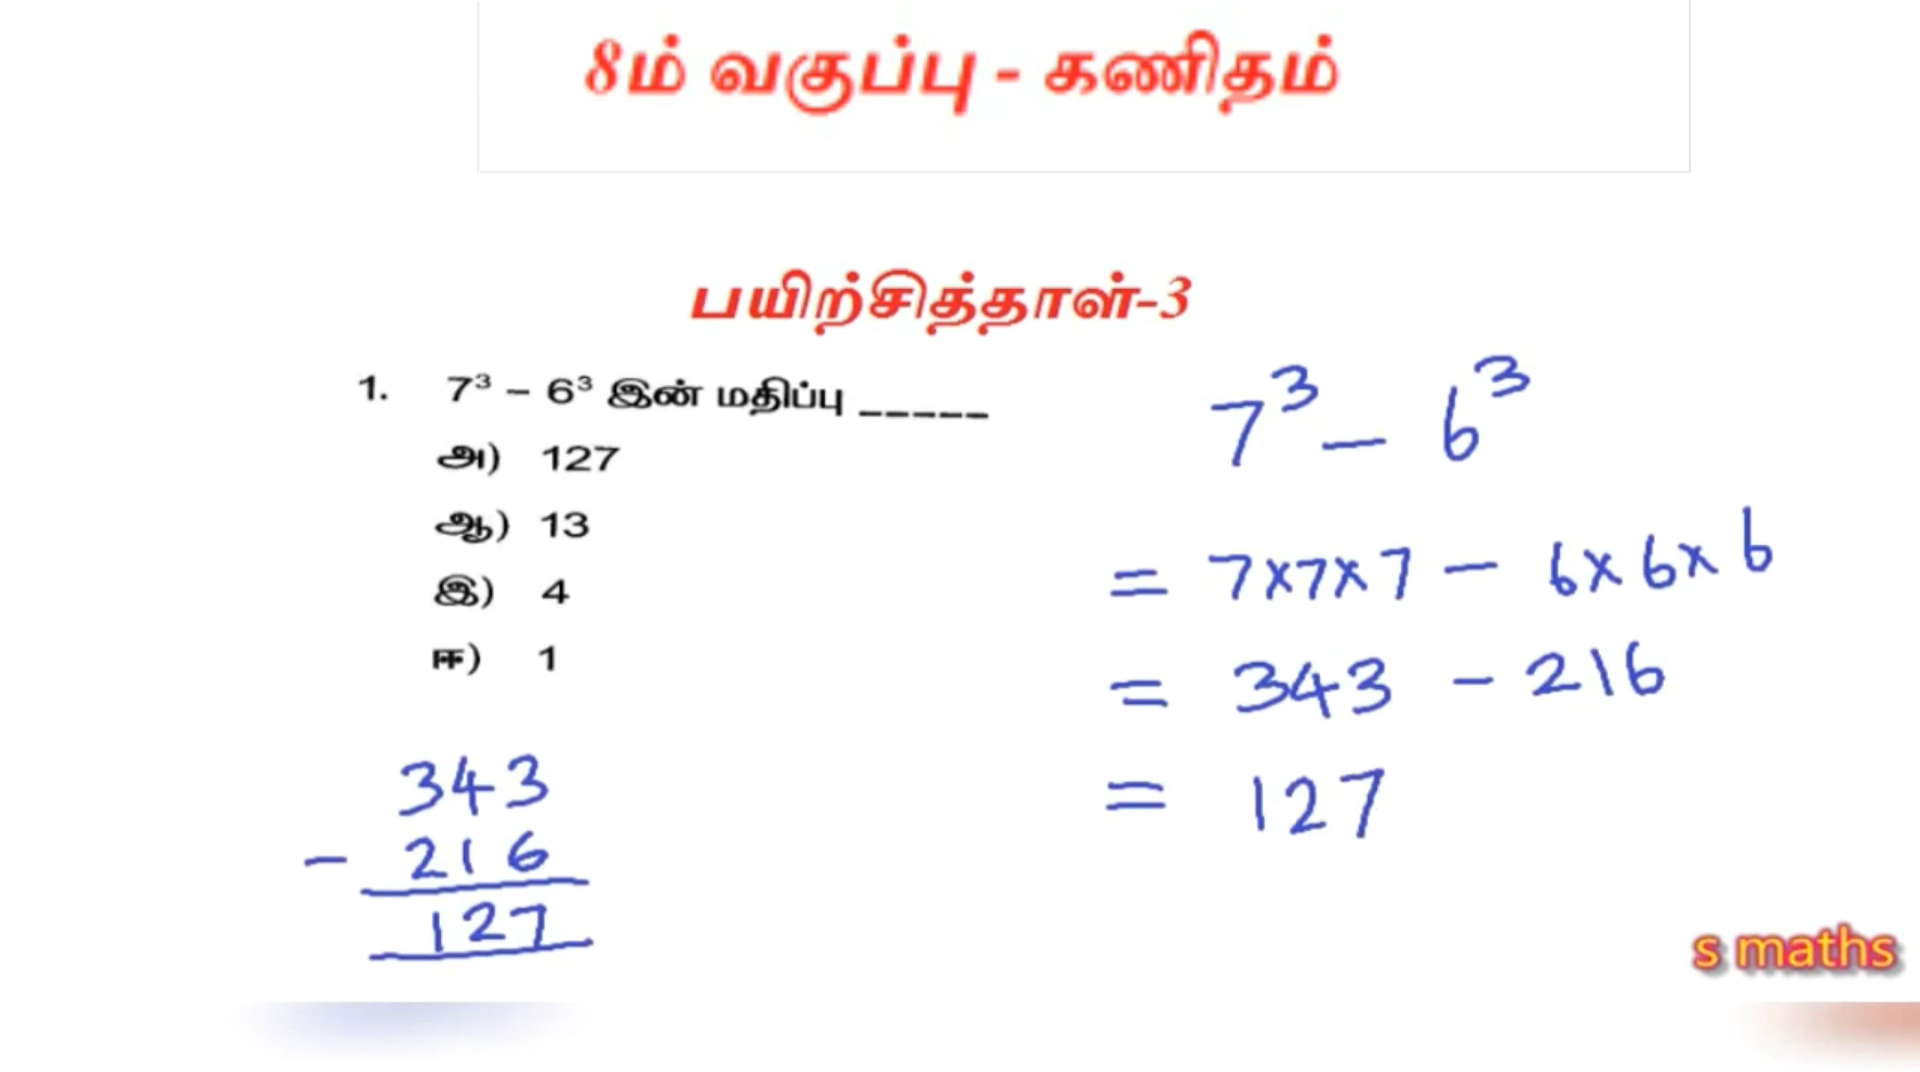 8ம் வகுப்பு - கணிதம்
பயிற்சித்தாள்-3
1. 7³ – 6³ இன் மதிப்பு _____
அ) 127
ஆ) 13
இ) 4
ஈ) 1
7³ – 6³
= 7×7×7 – 6×6×6
= 343 – 216
= 127
343
– 216
127
s maths